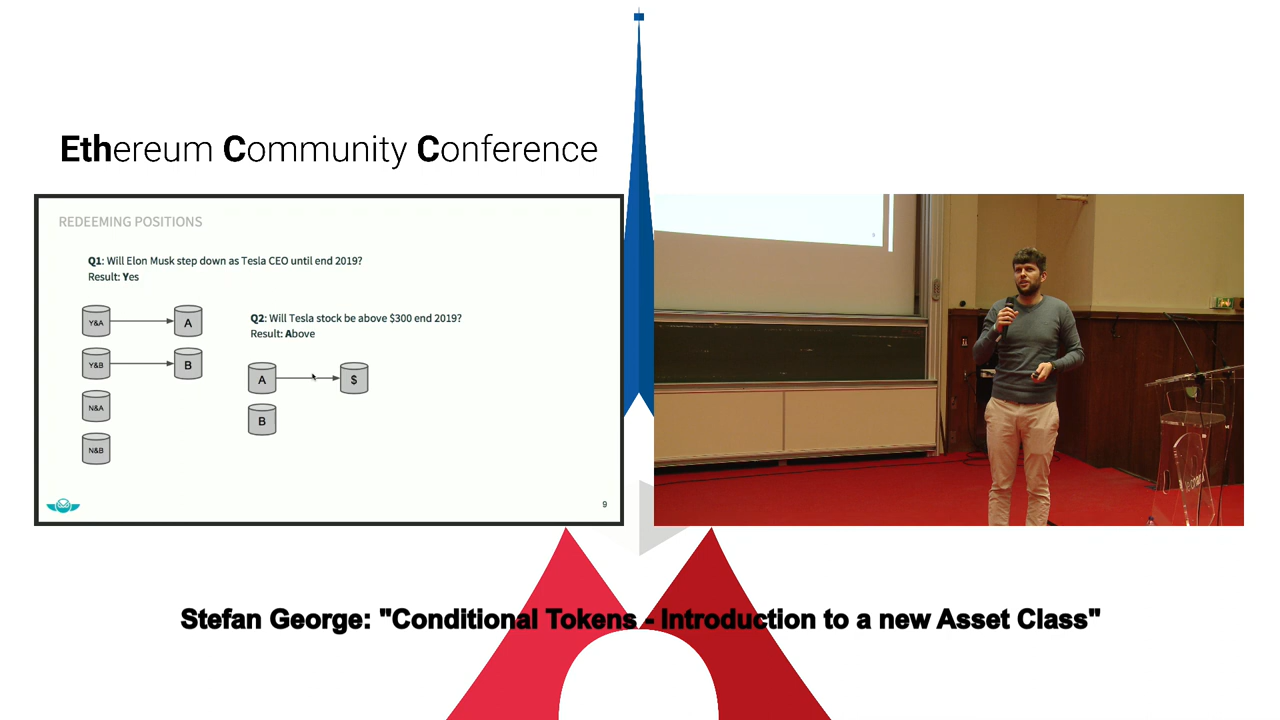 Ethereum Community Conference
REDEEMING POSITIONS
Q1: Will Elon Musk step down as Tesla CEO until end 2019?
Result: Yes
Y&A
A
Y&B
B
N&A
N&B
Q2: Will Tesla stock be above $300 end 2019?
Result: Above
A
$
B
9
Stefan George: "Conditional Tokens - Introduction to a new Asset Class"